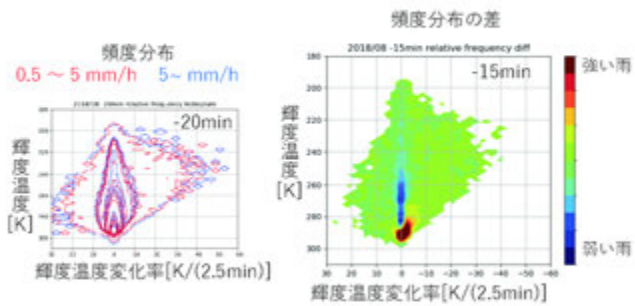 頻度分布
0.5 ～ 5 mm/h 5~ mm/h
-20min
輝度温度
[K]
輝度温度変化率[K/(2.5min)]
頻度分布の差
2018/08 -15min relative frequency diff
-15min
輝度温度
[K]
180
200
220
240
260
280
300
30 20 10 0 −10 −20 −30 −40 −50 −60
輝度温度変化率[K/(2.5min)]
強い雨
弱い雨